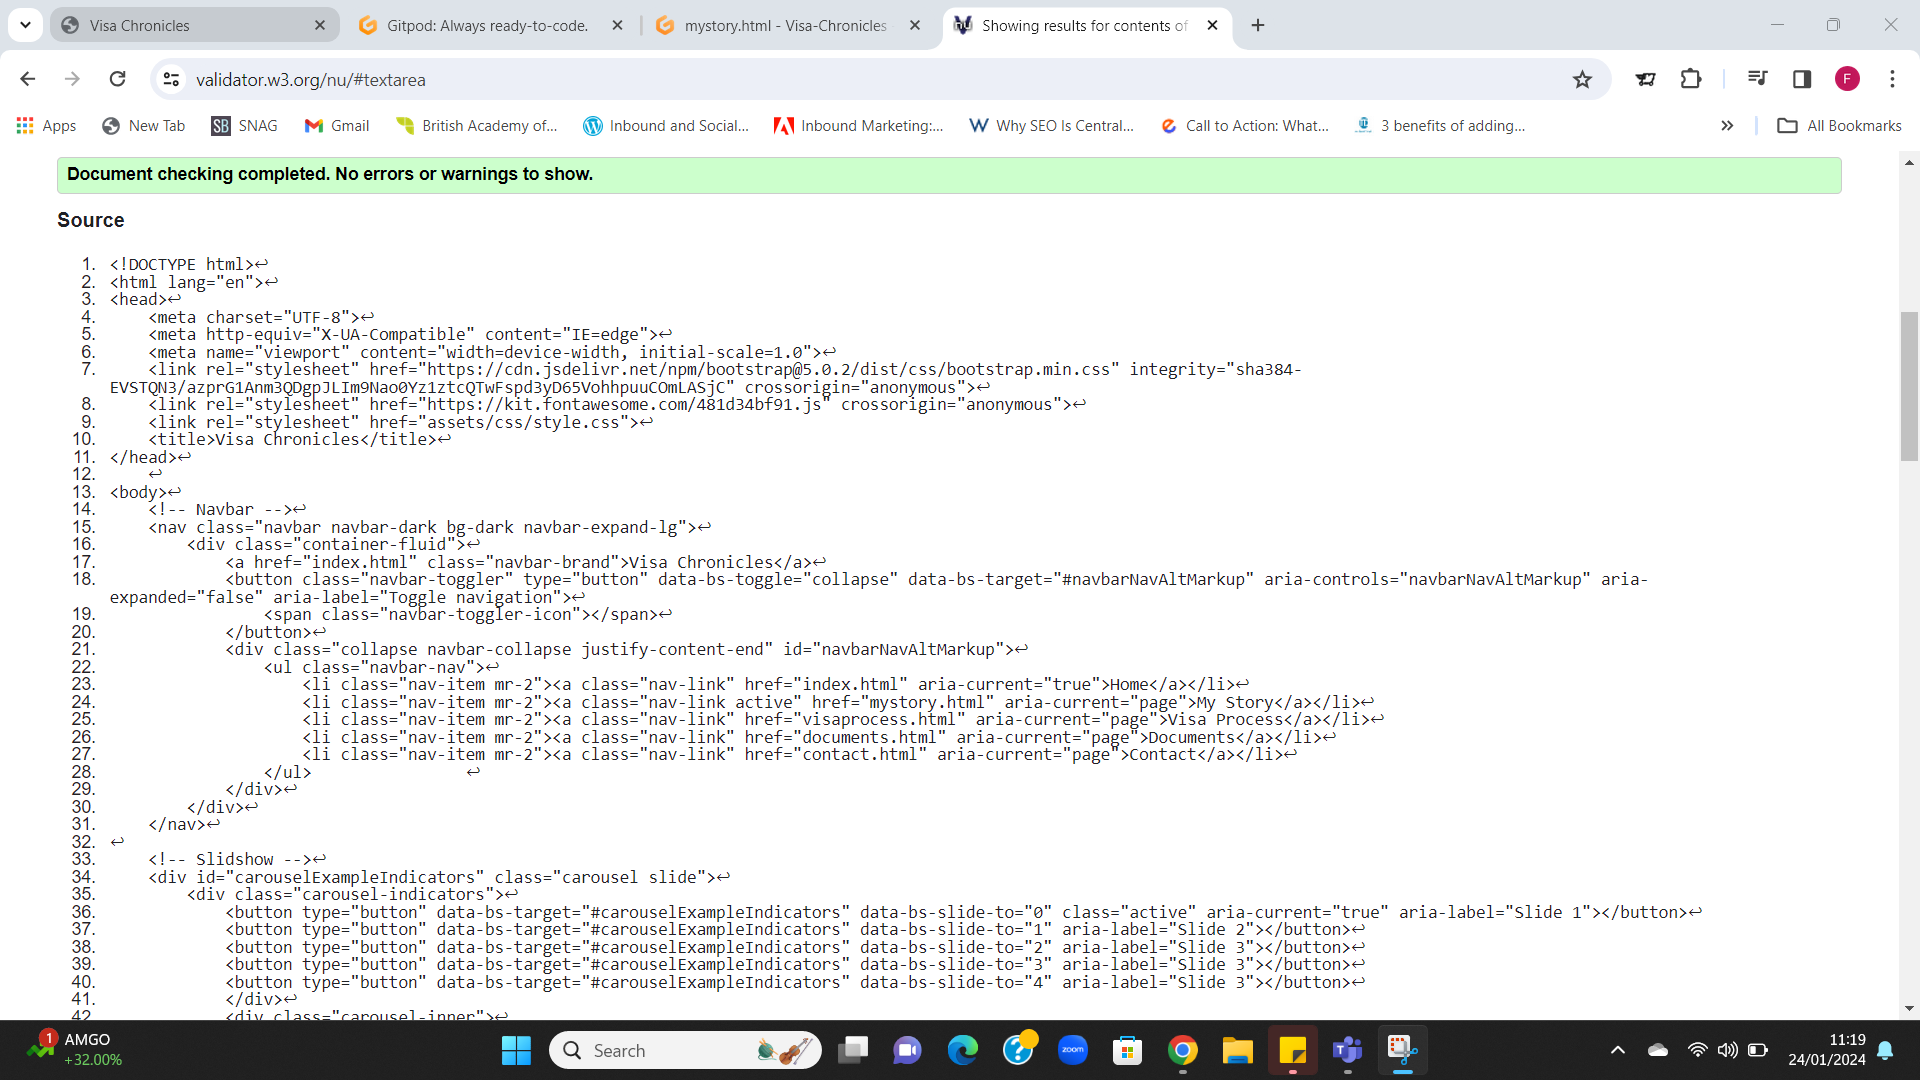 Visa Chronicles
Gitpod: Always ready-to-code.
mystory.html - Visa-Chronicles
Showing results for contents of
validator.w3.org/nu/#textarea
F
Apps
New Tab
SB SNAG
Gmail
British Academy of...
Inbound and Social...
Inbound Marketing:...
Why SEO Is Central...
Call to Action: What...
3 benefits of adding...
All Bookmarks
Document checking completed. No errors or warnings to show.
Source
1. <!DOCTYPE html>↩
2. <html lang="en">↩
3. <head>↩
4. <meta charset="UTF-8">↩
5. <meta http-equiv="X-UA-Compatible" content="IE=edge">↩
6. <meta name="viewport" content="width=device-width, initial-scale=1.0">↩
7. <link rel="stylesheet" href="https://cdn.jsdelivr.net/npm/bootstrap@5.0.2/dist/css/bootstrap.min.css" integrity="sha384-
EVSTQN3/azprG1Anm3QDgpJLIm9Nao0Yz1ztcQTwFspd3yD65VohhpuuCOmLASjC" crossorigin="anonymous">↩
8. <link rel="stylesheet" href="https://kit.fontawesome.com/481d34bf91.js" crossorigin="anonymous">↩
9. <link rel="stylesheet" href="assets/css/style.css">↩
10. <title>Visa Chronicles</title>↩
11. </head>↩
12. ↩
13. <body>↩
14. <!-- Navbar -->↩
15. <nav class="navbar navbar-dark bg-dark navbar-expand-lg">↩
16. <div class="container-fluid">↩
17. <a href="index.html" class="navbar-brand">Visa Chronicles</a>↩
18. <button class="navbar-toggler" type="button" data-bs-toggle="collapse" data-bs-target="#navbarNavAltMarkup" aria-controls="navbarNavAltMarkup" aria-
expanded="false" aria-label="Toggle navigation">↩
19. <span class="navbar-toggler-icon"></span>↩
20. </button>↩
21. <div class="collapse navbar-collapse justify-content-end" id="navbarNavAltMarkup">↩
22. <ul class="navbar-nav">↩
23. <li class="nav-item mr-2"><a class="nav-link" href="index.html" aria-current="true">Home</a></li>↩
24. <li class="nav-item mr-2"><a class="nav-link active" href="mystory.html" aria-current="page">My Story</a></li>↩
25. <li class="nav-item mr-2"><a class="nav-link" href="visaprocess.html" aria-current="page">Visa Process</a></li>↩
26. <li class="nav-item mr-2"><a class="nav-link" href="documents.html" aria-current="page">Documents</a></li>↩
27. <li class="nav-item mr-2"><a class="nav-link" href="contact.html" aria-current="page">Contact</a></li>↩
28. </ul> ↩
29. </div>↩
30. </div>↩
31. </nav>↩
32. ↩
33. <!-- Slidshow -->↩
34. <div id="carouselExampleIndicators" class="carousel slide">↩
35. <div class="carousel-indicators">↩
36. <button type="button" data-bs-target="#carouselExampleIndicators" data-bs-slide-to="0" class="active" aria-current="true" aria-label="Slide 1"></button>↩
37. <button type="button" data-bs-target="#carouselExampleIndicators" data-bs-slide-to="1" aria-label="Slide 2"></button>↩
38. <button type="button" data-bs-target="#carouselExampleIndicators" data-bs-slide-to="2" aria-label="Slide 3"></button>↩
39. <button type="button" data-bs-target="#carouselExampleIndicators" data-bs-slide-to="3" aria-label="Slide 3"></button>↩
40. <button type="button" data-bs-target="#carouselExampleIndicators" data-bs-slide-to="4" aria-label="Slide 3"></button>↩
41. </div>↩
42. <div class="carousel-inner">↩
1 AMGO
+32.00%
Search
zoom
11:19
24/01/2024